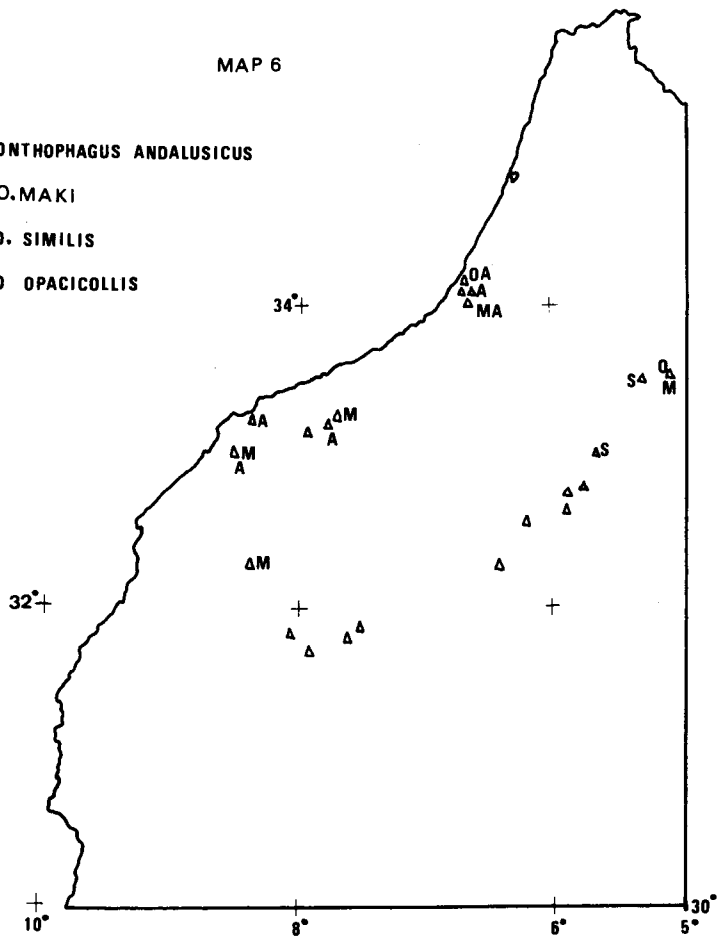 MAP 6
ONTHOPHAGUS ANDALUSICUS
O. MAKI
O. SIMILIS
O OPACICOLLIS
OA
A
34°
MA
O
S
M
A
M
A
S
M
A
M
32°
30°
10°
8°
6°
5°